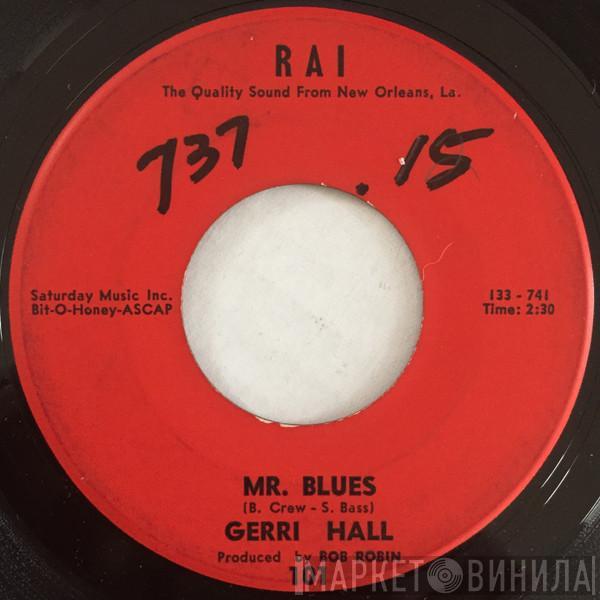 RAI
The Quality Sound From New Orleans, La.
737 .15
Saturday Music Inc.
Bit-O-Honey-ASCAP
133 - 741
Time: 2:30
MR. BLUES
(B. Crew - S. Bass)
GERRI HALL
Produced by BOB ROBIN
МАРКЕТ ВИНИЛА